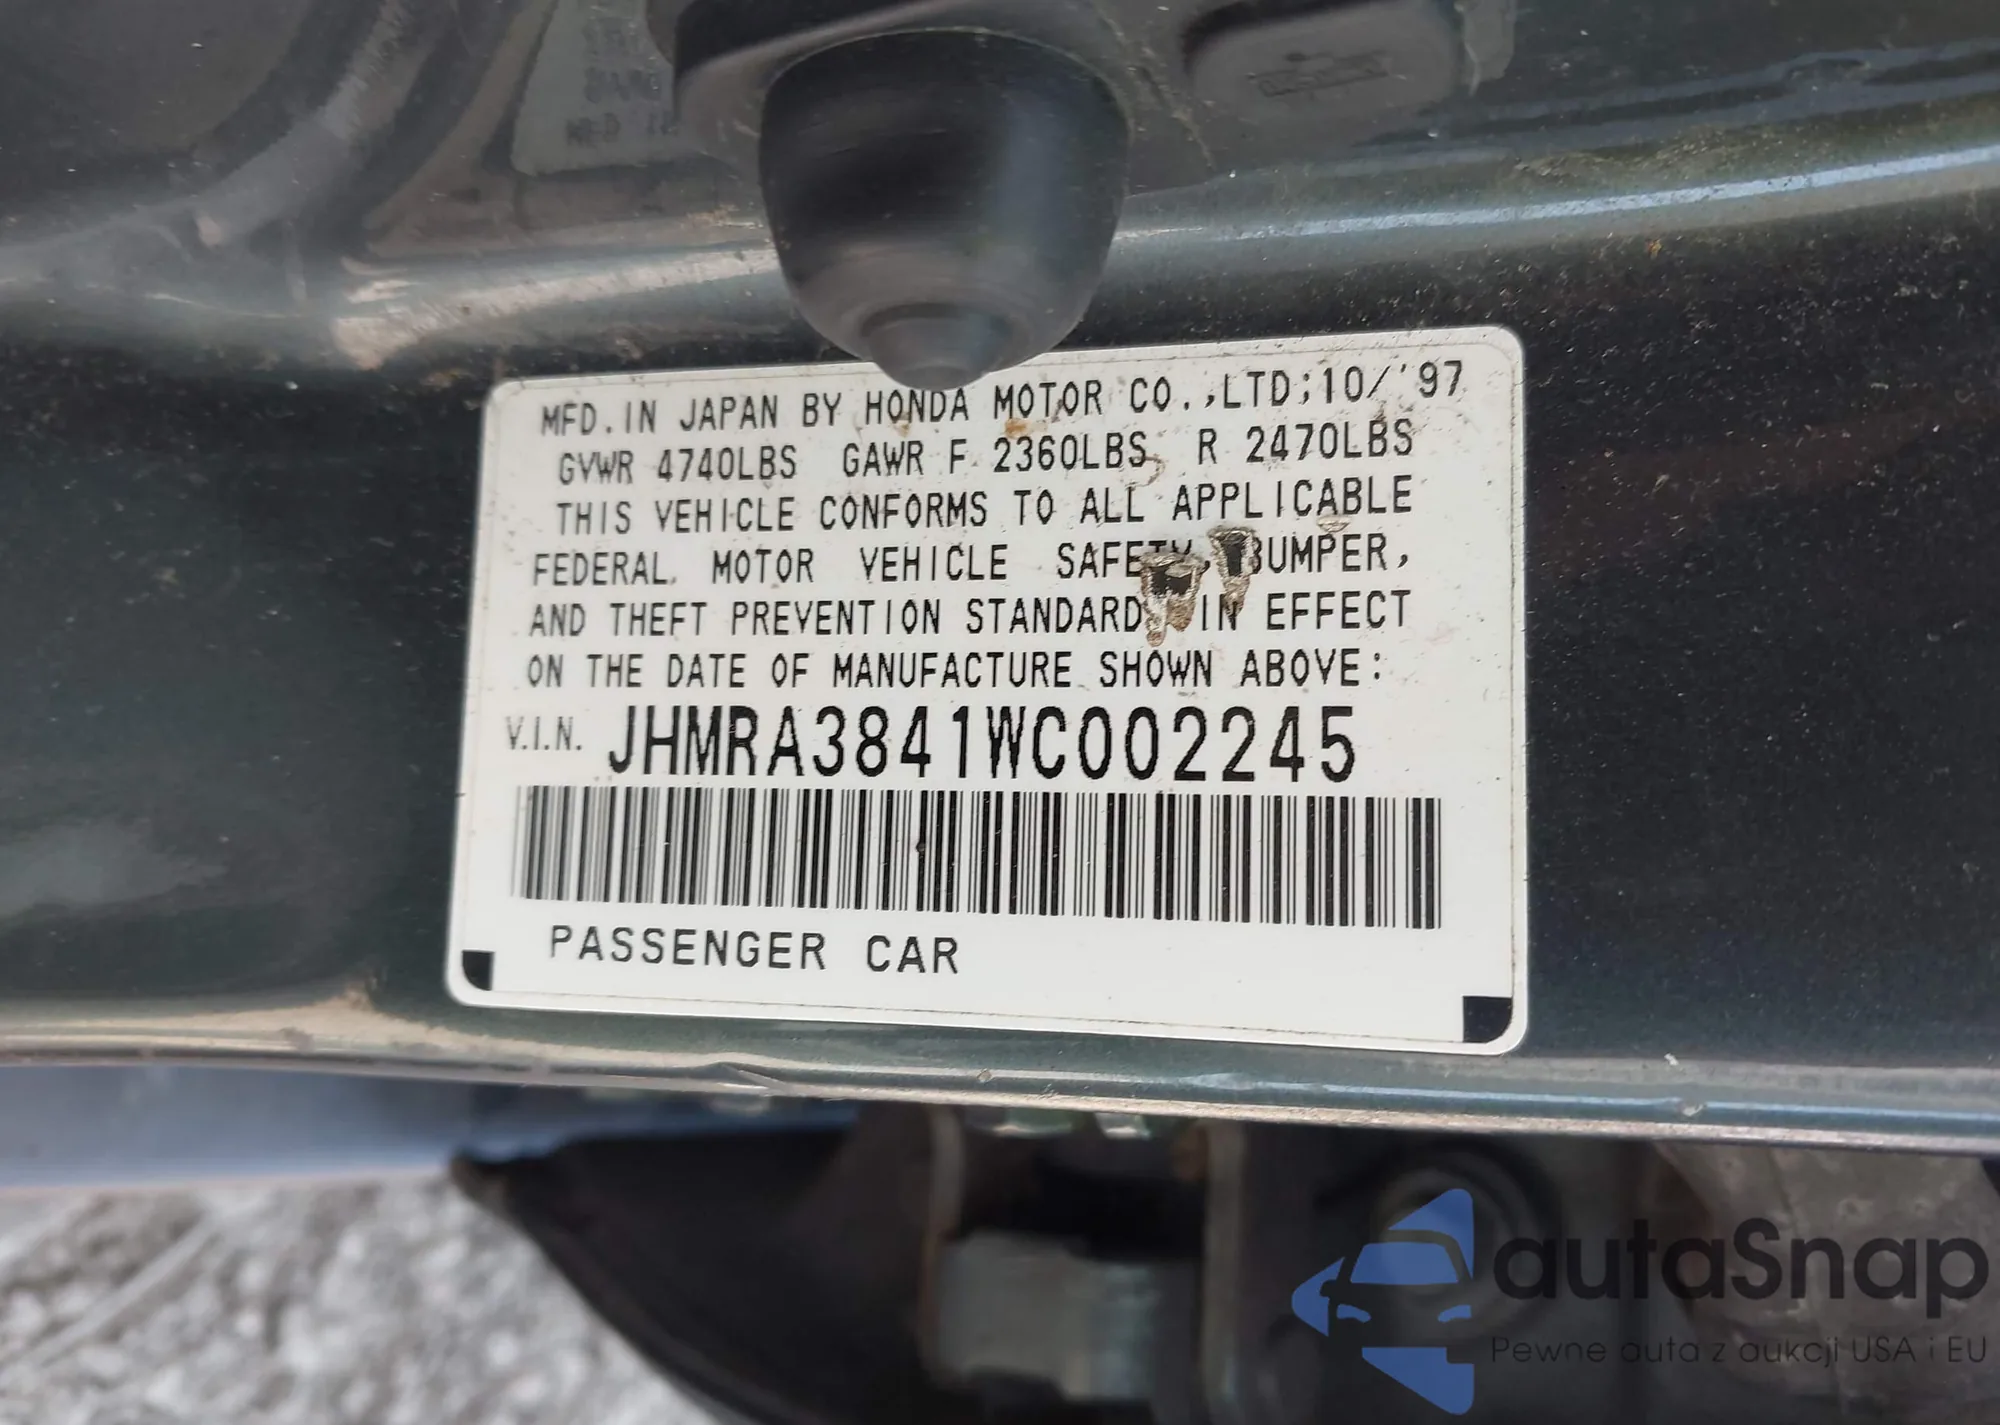 MFD. IN JAPAN BY HONDA MOTOR CO.,LTD;10/'97
GVWR 4740LBS GAWR F 2360LBS R 2470LBS
THIS VEHICLE CONFORMS TO ALL APPLICABLE
FEDERAL MOTOR VEHICLE SAFETY, BUMPER,
AND THEFT PREVENTION STANDARDS IN EFFECT
ON THE DATE OF MANUFACTURE SHOWN ABOVE:
V.I.N. JHMRA3841WC002245
PASSENGER CAR
autaSnap
Pewne auta z aukcji USA i EU